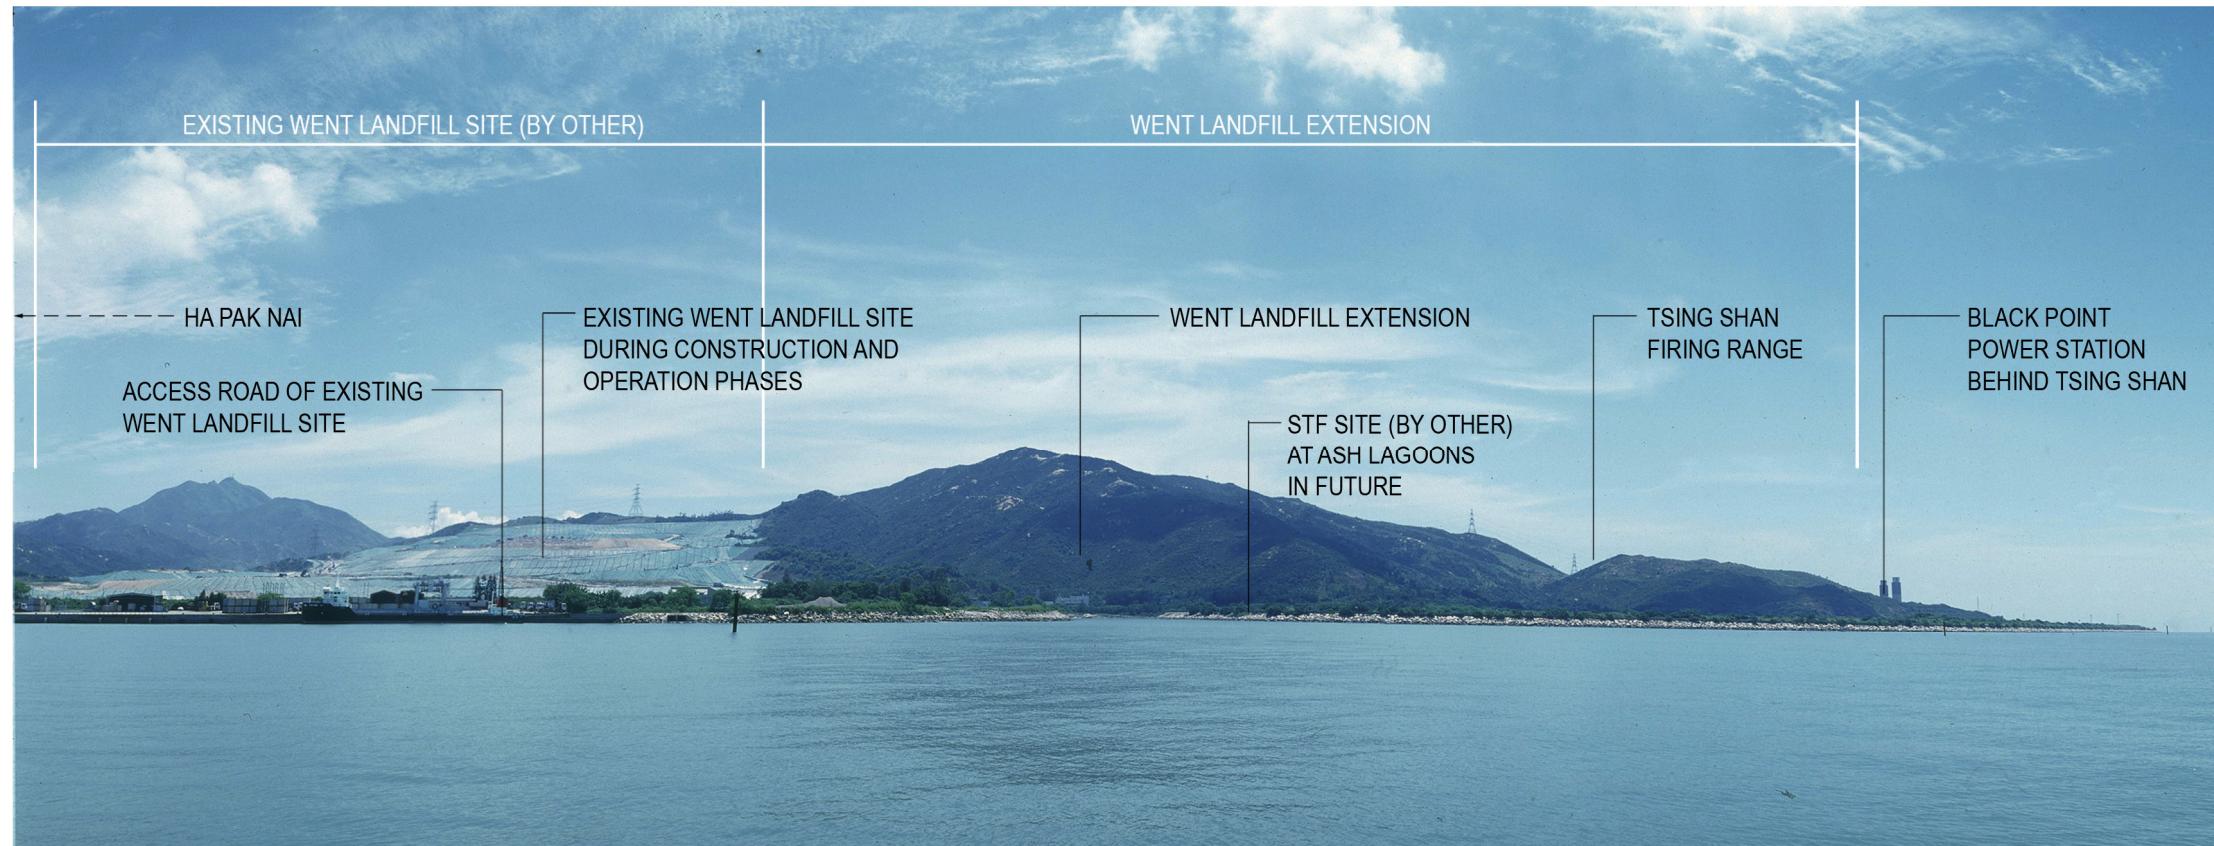 EXISTING WENT LANDFILL SITE (BY OTHER)
WENT LANDFILL EXTENSION
HA PAK NAI
ACCESS ROAD OF EXISTING
WENT LANDFILL SITE
EXISTING WENT LANDFILL SITE
DURING CONSTRUCTION AND
OPERATION PHASES
WENT LANDFILL EXTENSION
STF SITE (BY OTHER)
AT ASH LAGOONS
IN FUTURE
TSING SHAN
FIRING RANGE
BLACK POINT
POWER STATION
BEHIND TSING SHAN